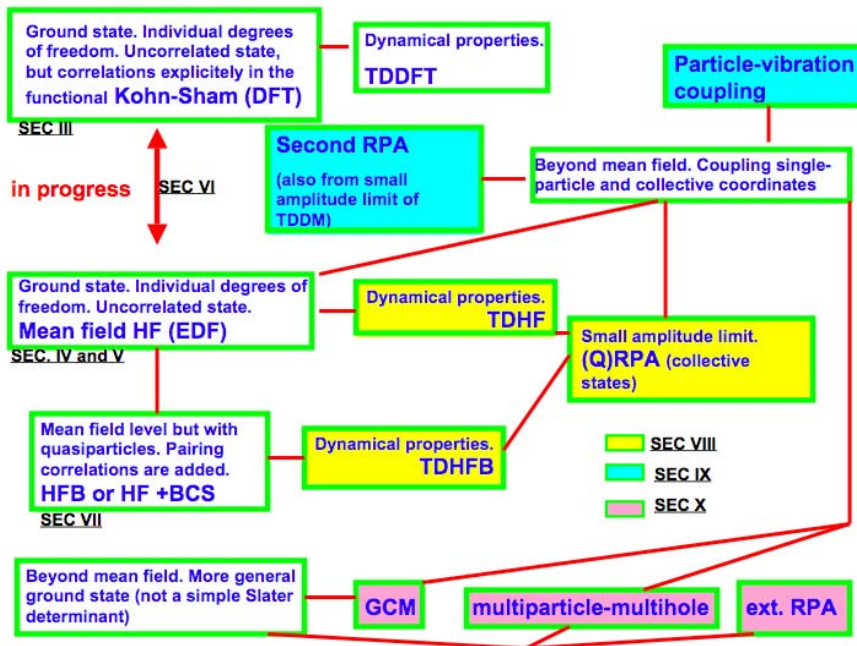 Ground state. Individual degrees
of freedom. Uncorrelated state,
but correlations explicitely in the
functional Kohn-Sham (DFT)
SEC III
Dynamical properties.
TDDFT
Particle-vibration
coupling
in progress
SEC VI
Second RPA
(also from small
amplitude limit of
TDDM)
Beyond mean field. Coupling single-
particle and collective coordinates
Ground state. Individual degrees of
freedom. Uncorrelated state.
Mean field HF (EDF)
SEC. IV and V
Dynamical properties.
TDHF
Small amplitude limit.
(Q)RPA (collective
states)
Mean field level but with
quasiparticles. Pairing
correlations are added.
HFB or HF +BCS
SEC VII
Dynamical properties.
TDHFB
SEC VIII
SEC IX
SEC X
Beyond mean field. More general
ground state (not a simple Slater
determinant)
GCM
multiparticle-multihole
ext. RPA